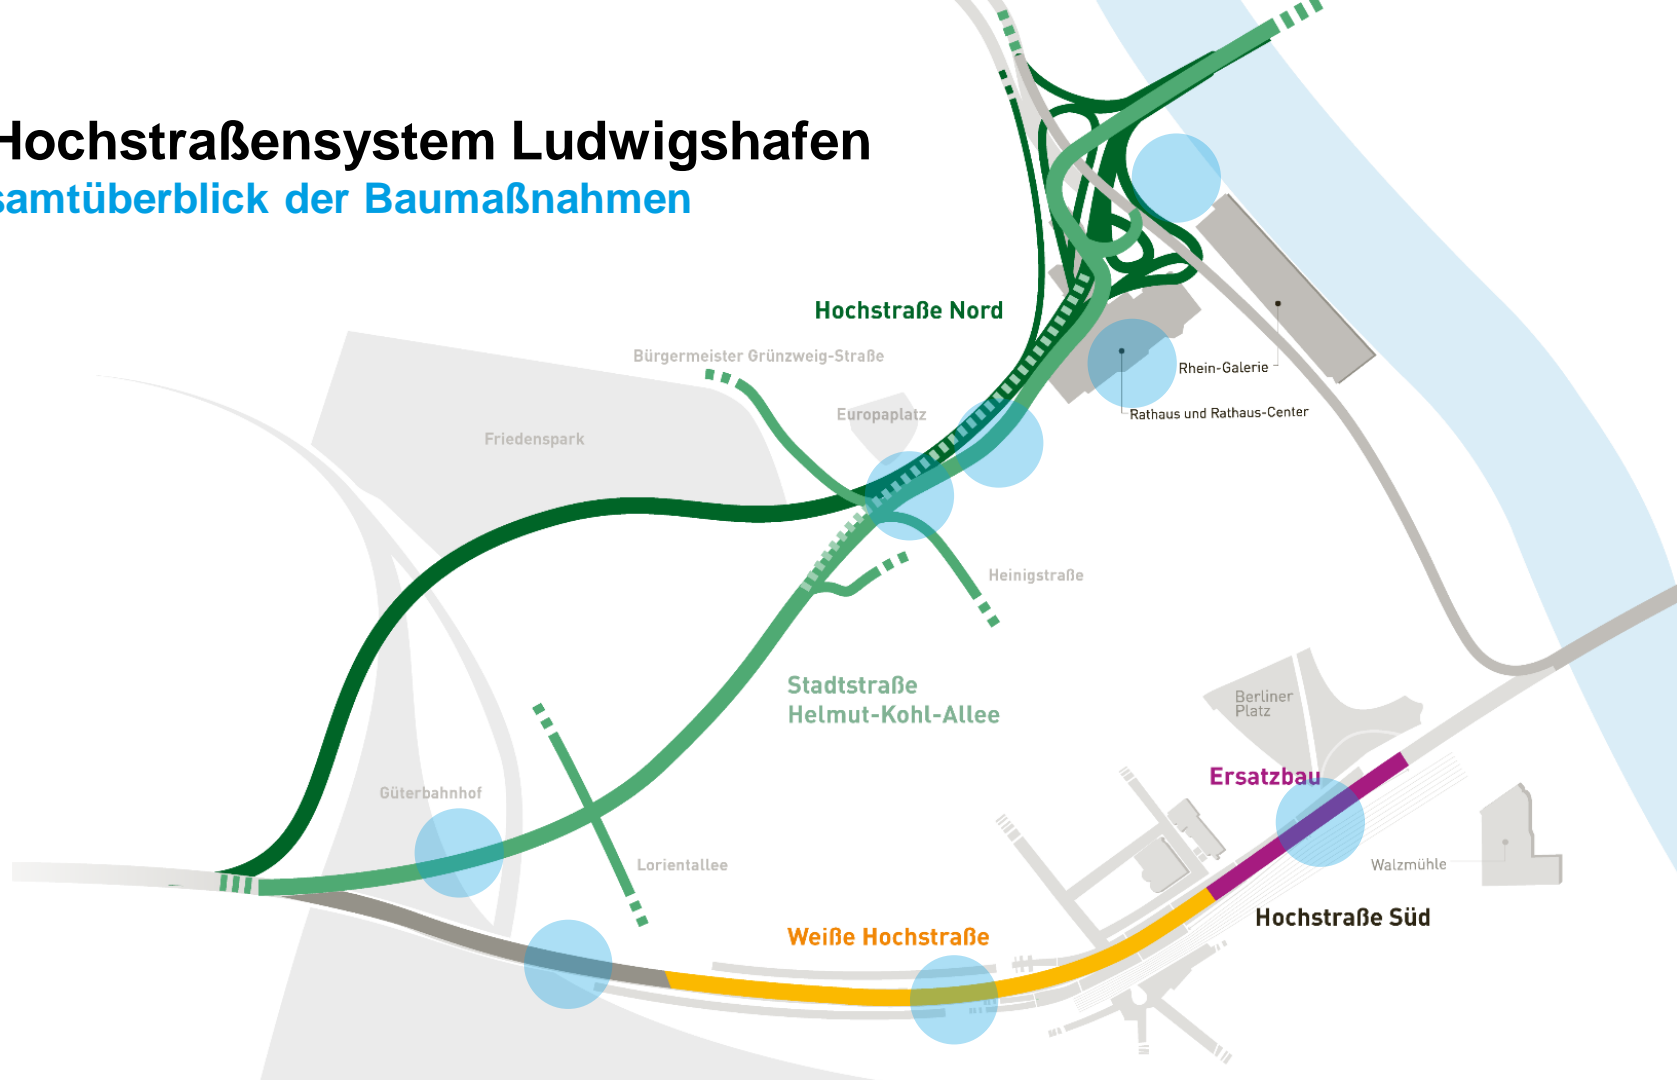 Hochstraßensystem Ludwigshafen
samtüberblick der Baumaßnahmen
Hochstraße Nord
Bürgermeister Grünzweig-Straße
Rhein-Galerie
Europaplatz
Rathaus und Rathaus-Center
Friedenspark
Heinigstraße
Stadtstraße
Helmut-Kohl-Allee
Berliner
Platz
Ersatzbau
Güterbahnhof
Lorientallee
Walzmühle
Hochstraße Süd
Weiße Hochstraße